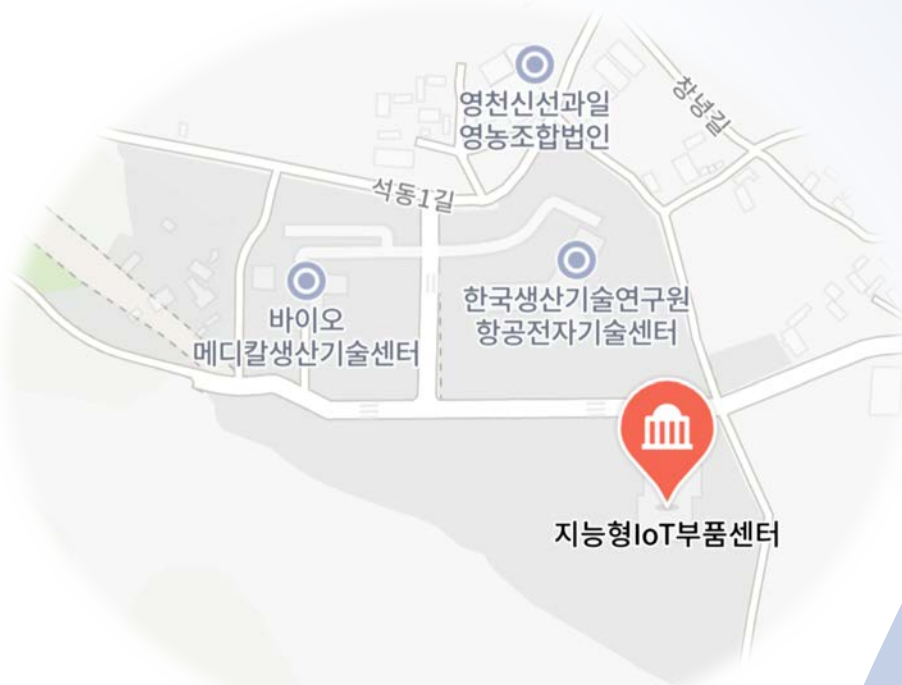 영천신선과일
영농조합법인
창녕길
석동1길
바이오
메디칼생산기술센터
한국생산기술연구원
항공전자기술센터
지능형IoT부품센터